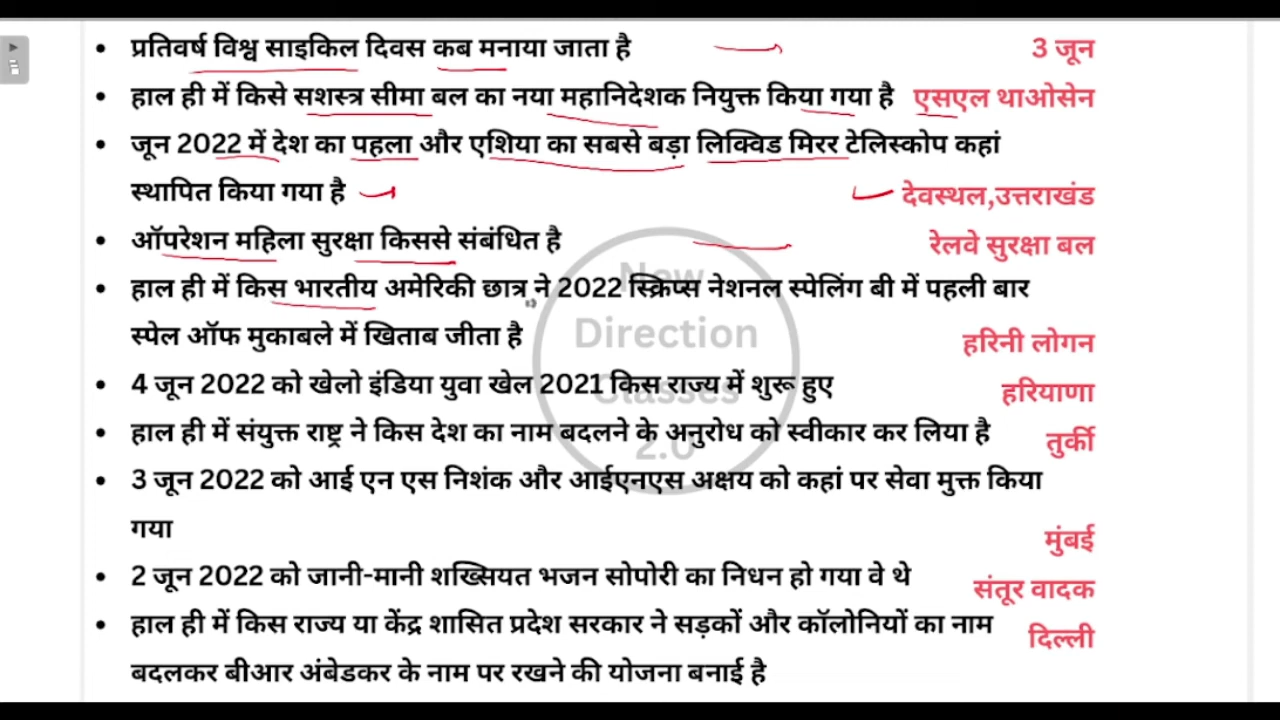 • प्रतिवर्ष विश्व साइकिल दिवस कब मनाया जाता है 3 जून
• हाल ही में किसे सशस्त्र सीमा बल का नया महानिदेशक नियुक्त किया गया है एसएल थाओसेन
• जून 2022 में देश का पहला और एशिया का सबसे बड़ा लिक्विड मिरर टेलिस्कोप कहां
स्थापित किया गया है देवस्थल,उत्तराखंड
• ऑपरेशन महिला सुरक्षा किससे संबंधित है रेलवे सुरक्षा बल
• हाल ही में किस भारतीय अमेरिकी छात्र ने 2022 स्क्रिप्स नेशनल स्पेलिंग बी में पहली बार
स्पेल ऑफ मुकाबले में खिताब जीता है हरिनी लोगन
• 4 जून 2022 को खेलो इंडिया युवा खेल 2021 किस राज्य में शुरू हुए हरियाणा
• हाल ही में संयुक्त राष्ट्र ने किस देश का नाम बदलने के अनुरोध को स्वीकार कर लिया है तुर्की
• 3 जून 2022 को आई एन एस निशंक और आईएनएस अक्षय को कहां पर सेवा मुक्त किया
गया मुंबई
• 2 जून 2022 को जानी-मानी शख्सियत भजन सोपोरी का निधन हो गया वे थे संतूर वादक
• हाल ही में किस राज्य या केंद्र शासित प्रदेश सरकार ने सड़कों और कॉलोनियों का नाम दिल्ली
बदलकर बीआर अंबेडकर के नाम पर रखने की योजना बनाई है
New
Direction
Classes
2.0